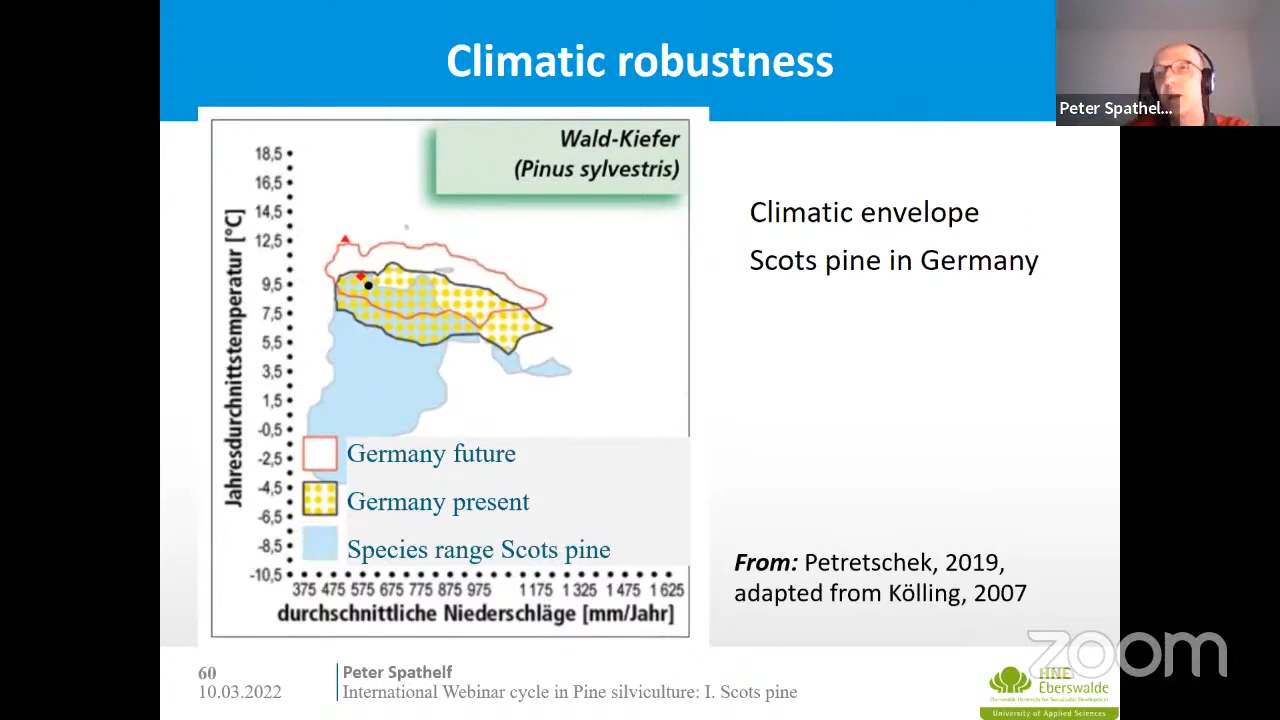 Climatic robustness
Peter Spathel...
Wald-Kiefer
(Pinus sylvestris)
Jahresdurchnittstemperatur [°C]
18,5
16,5
14,5
12,5
9,5
7,5
5,5
3,5
1,5
-0,5
-2,5
-4,5
-6,5
-8,5
-10,5
Germany future
Germany present
Species range Scots pine
375 475 575 675 775 875 975 1 175 1 325 1 475 1 625
durchschnittliche Niederschläge [mm/Jahr]
Climatic envelope
Scots pine in Germany
From: Petretschek, 2019,
adapted from Kölling, 2007
zoom
60
10.03.2022
Peter Spathelf
International Webinar cycle in Pine silviculture: I. Scots pine
HNE
Eberswalde
University of Applied Sciences